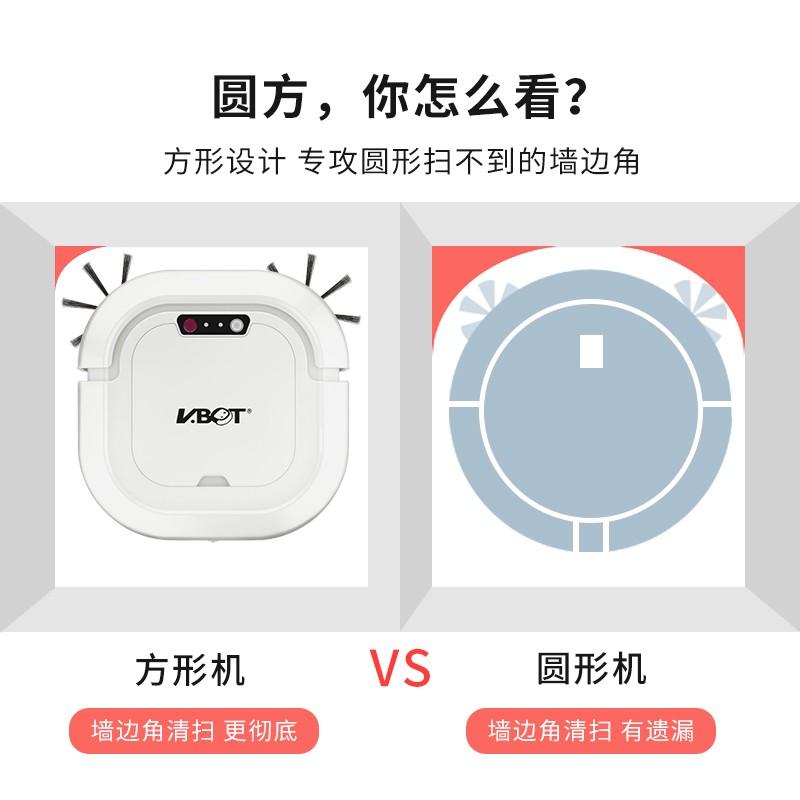 圆方，你怎么看？
方形设计 专攻圆形扫不到的墙边角
V.BOT®
方形机
VS
圆形机
墙边角清扫 更彻底
墙边角清扫 有遗漏